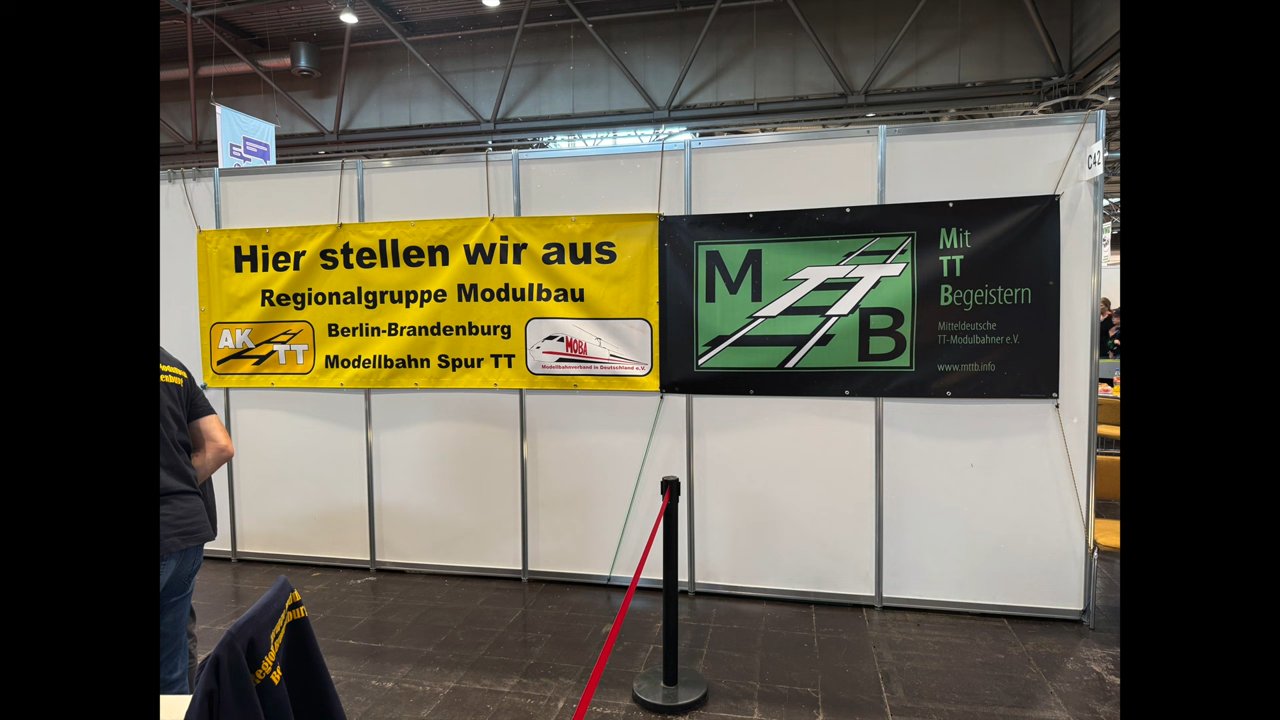 Hier stellen wir aus
Regionalgruppe Modulbau
Berlin-Brandenburg
Modellbahn Spur TT
AK
TT
MOBA
Modellbahnverband in Deutschland e.V.
M
TT
B
Mit
TT
Begeistern
Mitteldeutsche
TT-Modulbahner e.V.
www.mttb.info
C42